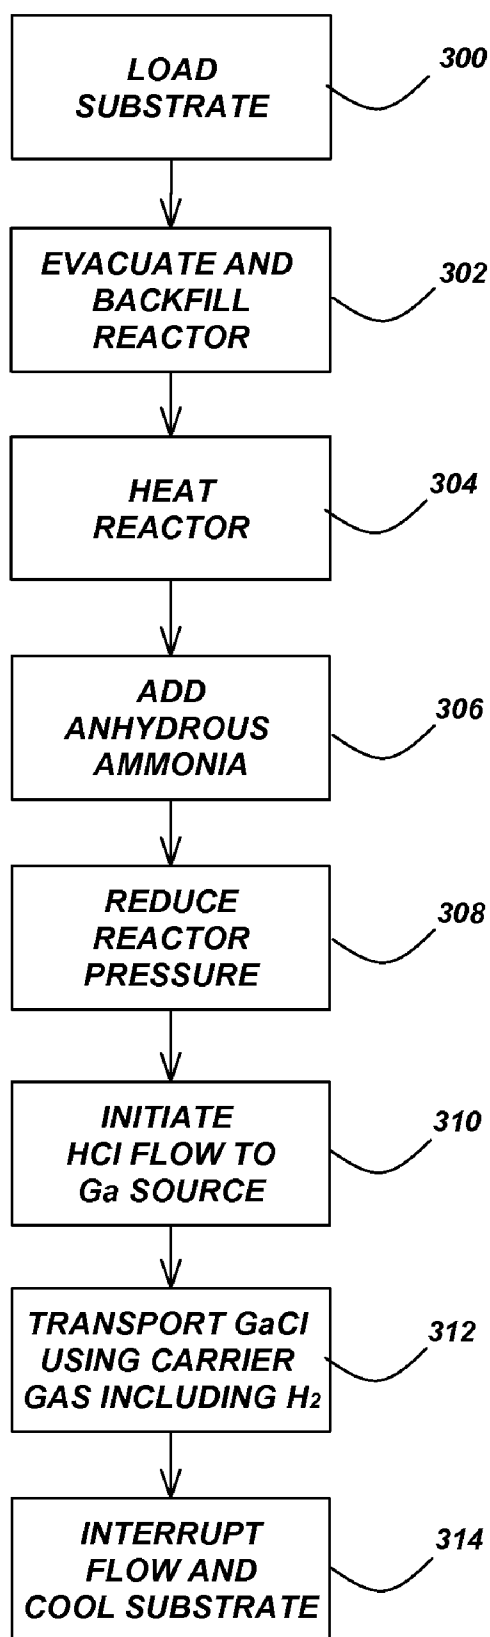 LOAD
SUBSTRATE
300
EVACUATE AND
BACKFILL
REACTOR
302
HEAT
REACTOR
304
ADD
ANHYDROUS
AMMONIA
306
REDUCE
REACTOR
PRESSURE
308
INITIATE
HCl FLOW TO
Ga SOURCE
310
TRANSPORT GaCl
USING CARRIER
GAS INCLUDING H₂
312
INTERRUPT
FLOW AND
COOL SUBSTRATE
314